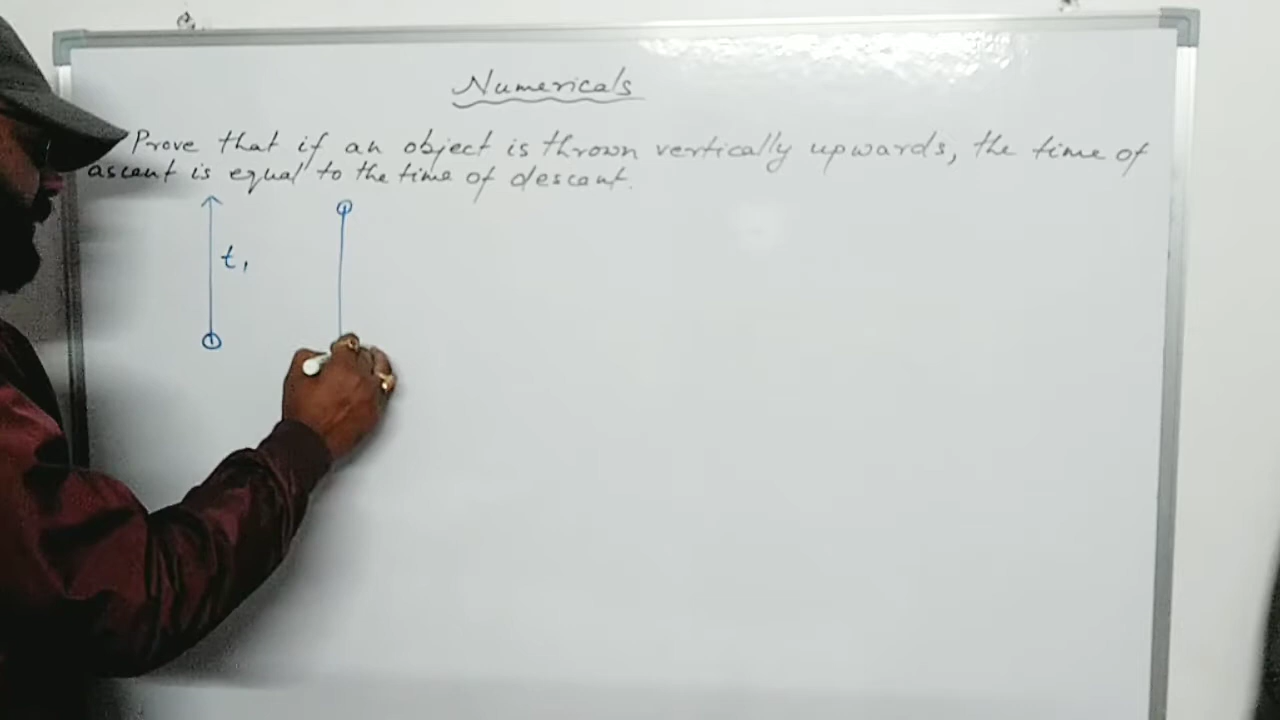 Numericals
Prove that if an object is thrown vertically upwards, the time of
ascent is equal to the time of descent.
t₁